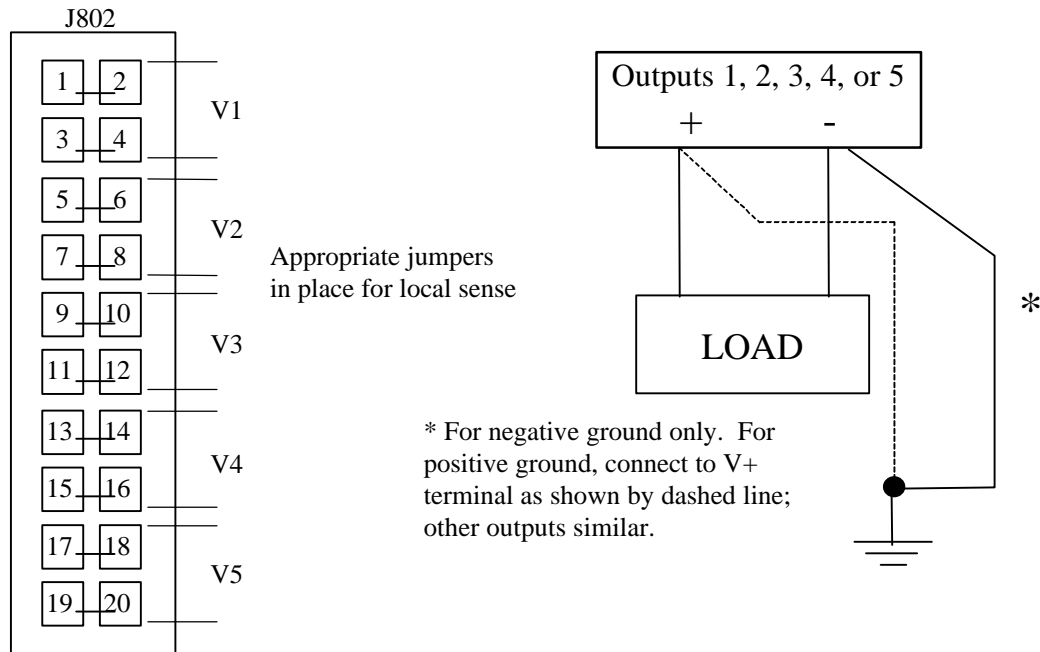 J802
1 2
3 4
V1
5 6
7 8
V2
9 10
11 12
V3
13 14
15 16
V4
17 18
19 20
V5
Appropriate jumpers
in place for local sense
Outputs 1, 2, 3, 4, or 5
+ -
LOAD
*
* For negative ground only. For
positive ground, connect to V+
terminal as shown by dashed line;
other outputs similar.